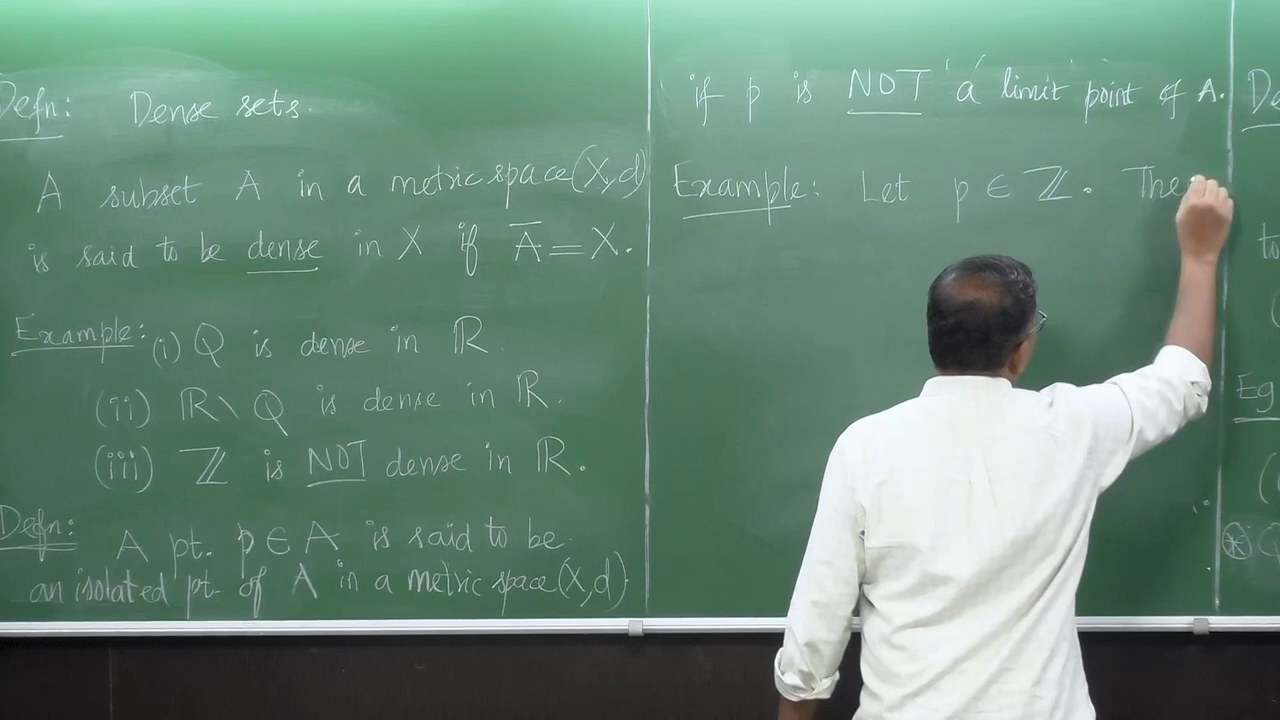 Defn: Dense sets.
A subset A in a metric space (X,d)
is said to be dense in X if A̅ = X.
Example: (i) Q is dense in ℝ.
(ii) ℝ\Q is dense in ℝ.
(iii) ℤ is NOT dense in ℝ.
Defn: A pt. p ∈ A is said to be
an isolated pt. of A in a metric space (X,d)
if p is NOT a limit point of A.
Example: Let p ∈ ℤ. The
to
Eg